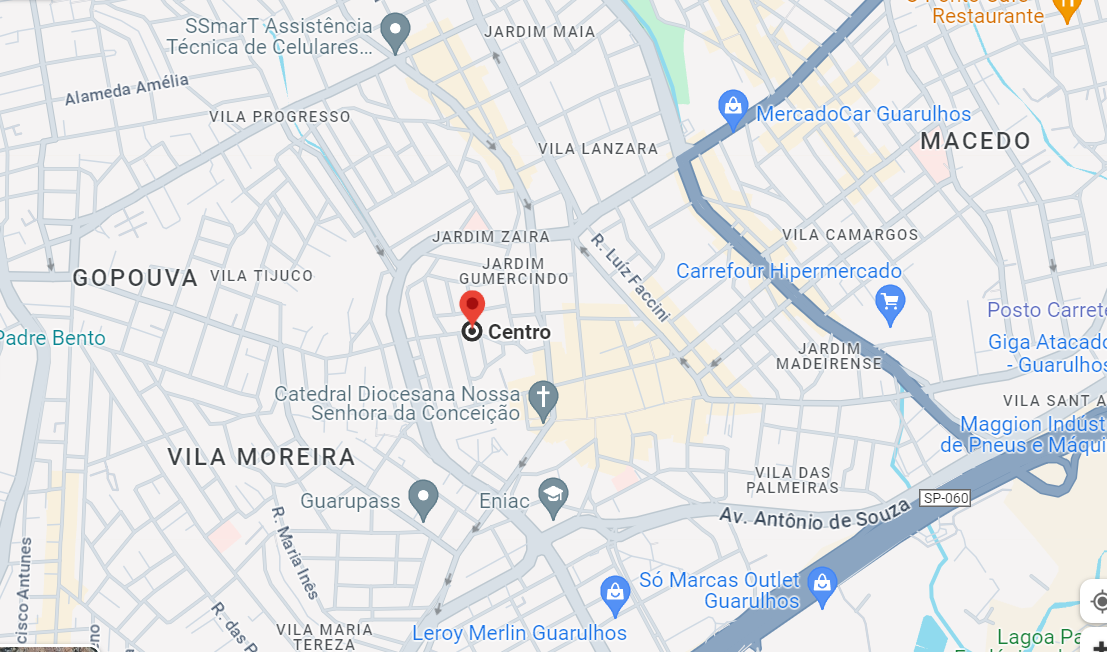 SSmarT Assistência
Técnica de Celulares...
JARDIM MAIA
Restaurante
Alameda Amélia
VILA PROGRESSO
MercadoCar Guarulhos
MACEDO
VILA LANZARA
JARDIM ZAIRA
R. Luíz Faccini
VILA CAMARGOS
GOPOUVA
VILA TIJUCO
JARDIM
GUMERCINDO
Carrefour Hipermercado
Posto Carrete
Padre Bento
Centro
Giga Atacado
- Guarulhos
JARDIM
MADEIRENSE
Catedral Diocesana Nossa
Senhora da Conceição
VILA SANT A
Maggion Indúst
de Pneus e Máqui
VILA MOREIRA
VILA DAS
PALMEIRAS
Guarupass
Eniac
SP-060
Av. Antônio de Souza
R. Maria Inês
cisco Antunes
Só Marcas Outlet
Guarulhos
R. das P
eno
VILA MARIA
TEREZA
Leroy Merlin Guarulhos
Lagoa Pa